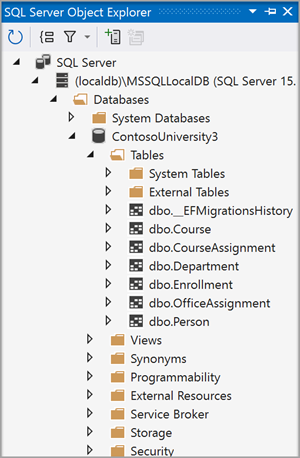 SQL Server Object Explorer
SQL Server
(localdb)\MSSQLLocalDB (SQL Server 15.
Databases
System Databases
ContosoUniversity3
Tables
System Tables
External Tables
dbo.__EFMigrationsHistory
dbo.Course
dbo.CourseAssignment
dbo.Department
dbo.Enrollment
dbo.OfficeAssignment
dbo.Person
Views
Synonyms
Programmability
External Resources
Service Broker
Storage
Security